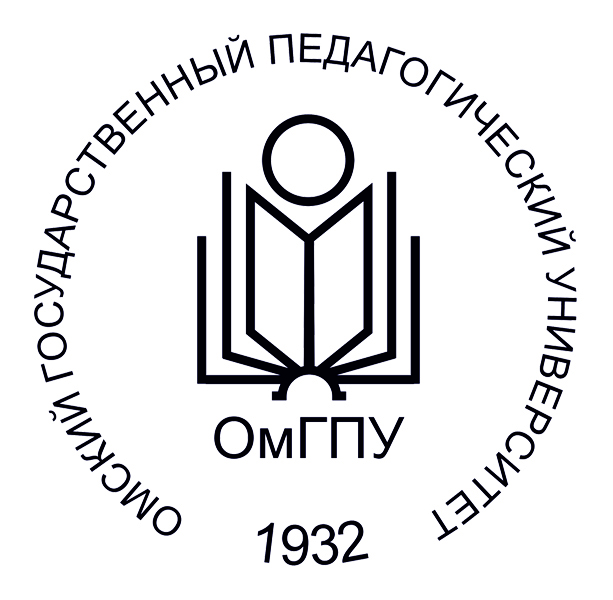 ОМСКИЙ ГОСУДАРСТВЕННЫЙ ПЕДАГОГИЧЕСКИЙ УНИВЕРСИТЕТ
ОмГПУ
1932